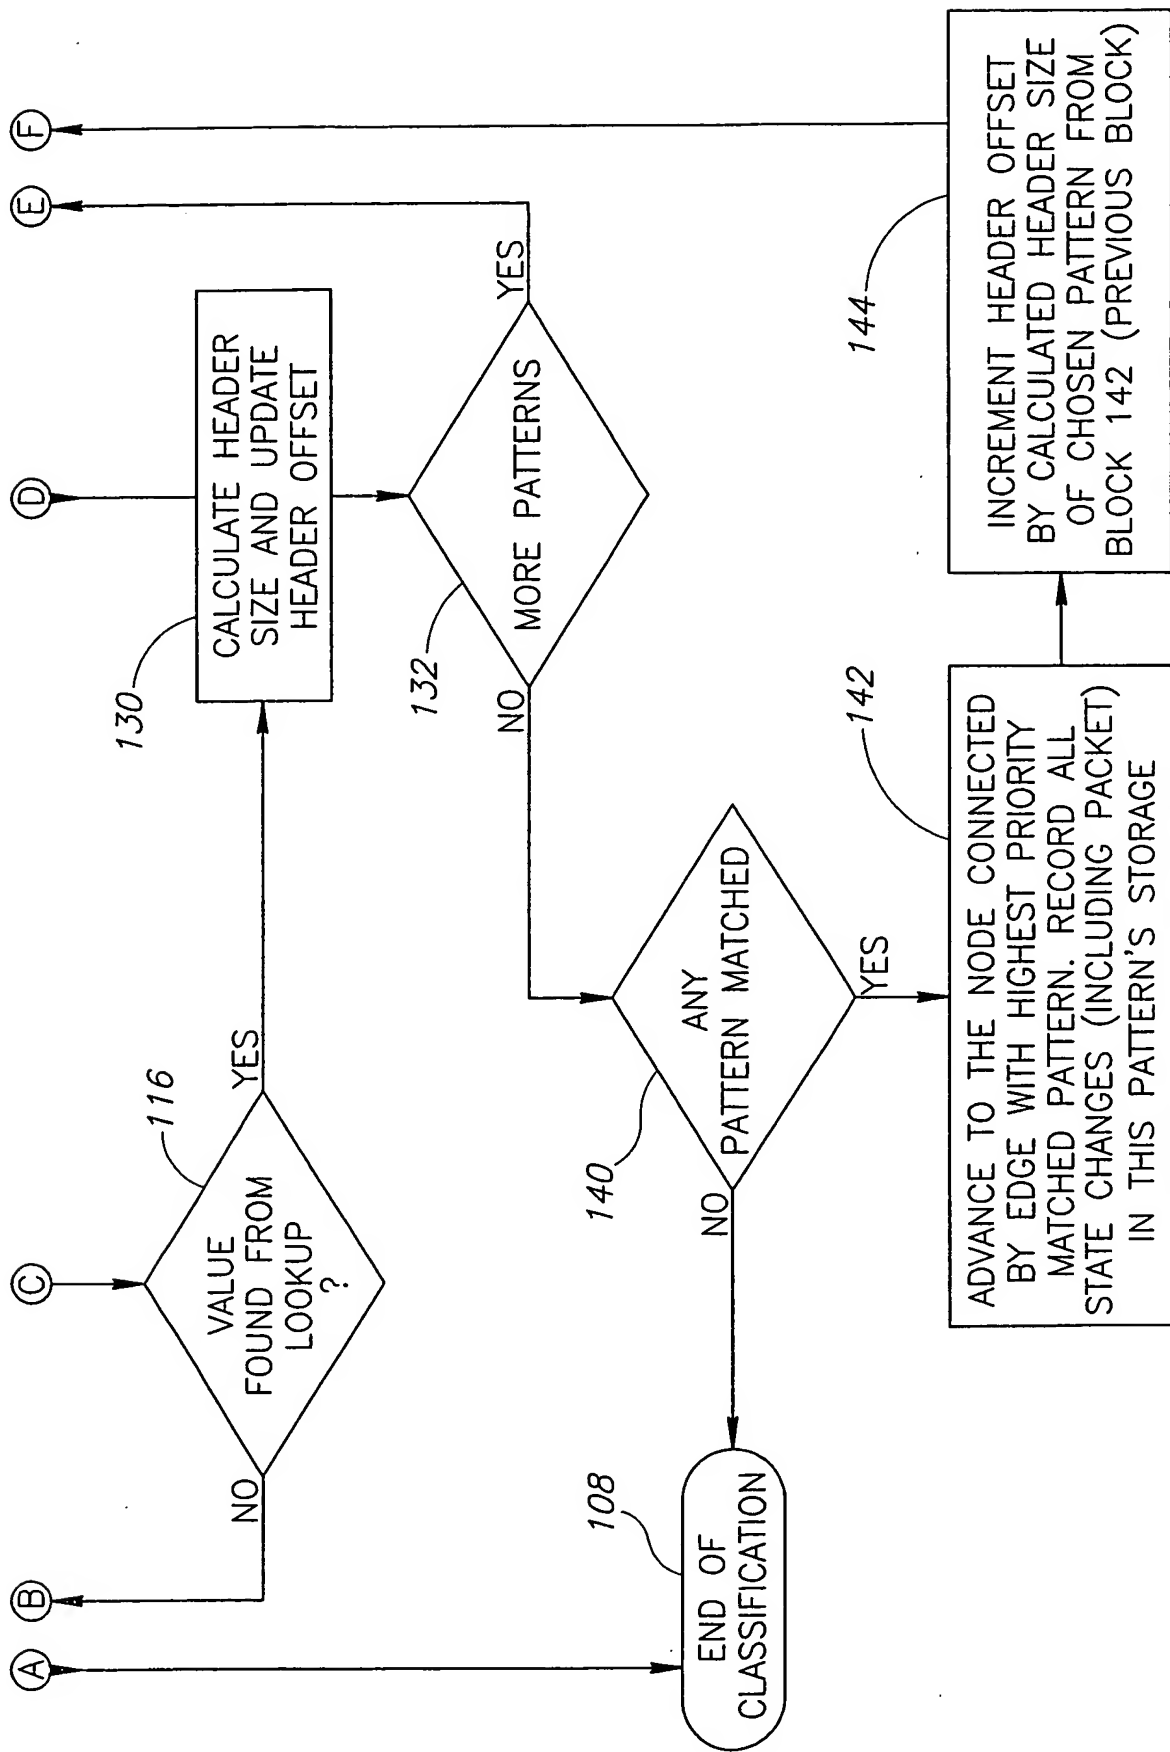 A
B
C
D
E
F
116
VALUE
FOUND FROM
LOOKUP
?
NO
YES
130
CALCULATE HEADER
SIZE AND UPDATE
HEADER OFFSET
132
MORE PATTERNS
YES
NO
140
ANY
PATTERN MATCHED
NO
YES
108
END OF
CLASSIFICATION
142
ADVANCE TO THE NODE CONNECTED
BY EDGE WITH HIGHEST PRIORITY
MATCHED PATTERN. RECORD ALL
STATE CHANGES (INCLUDING PACKET)
IN THIS PATTERN'S STORAGE
144
INCREMENT HEADER OFFSET
BY CALCULATED HEADER SIZE
OF CHOSEN PATTERN FROM
BLOCK 142 (PREVIOUS BLOCK)